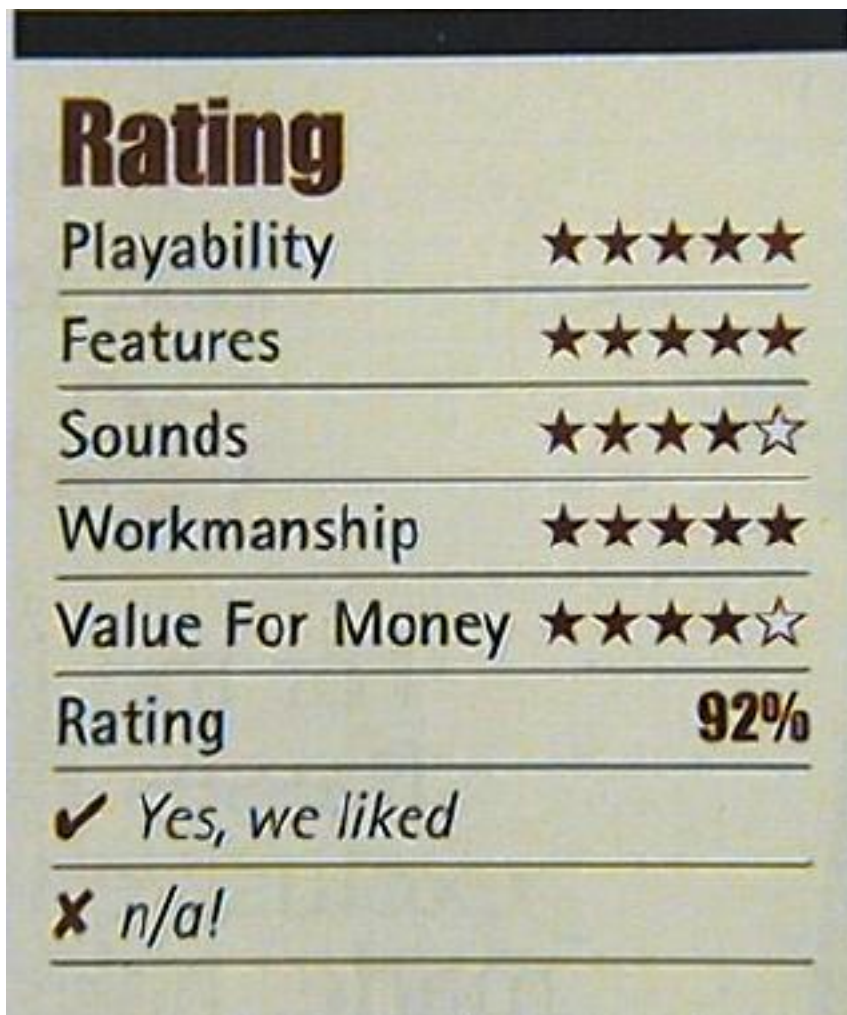 Rating
Playability ★★★★★
Features ★★★★★
Sounds ★★★★☆
Workmanship ★★★★★
Value For Money ★★★★☆
Rating 92%
✔ Yes, we liked
✘ n/a!